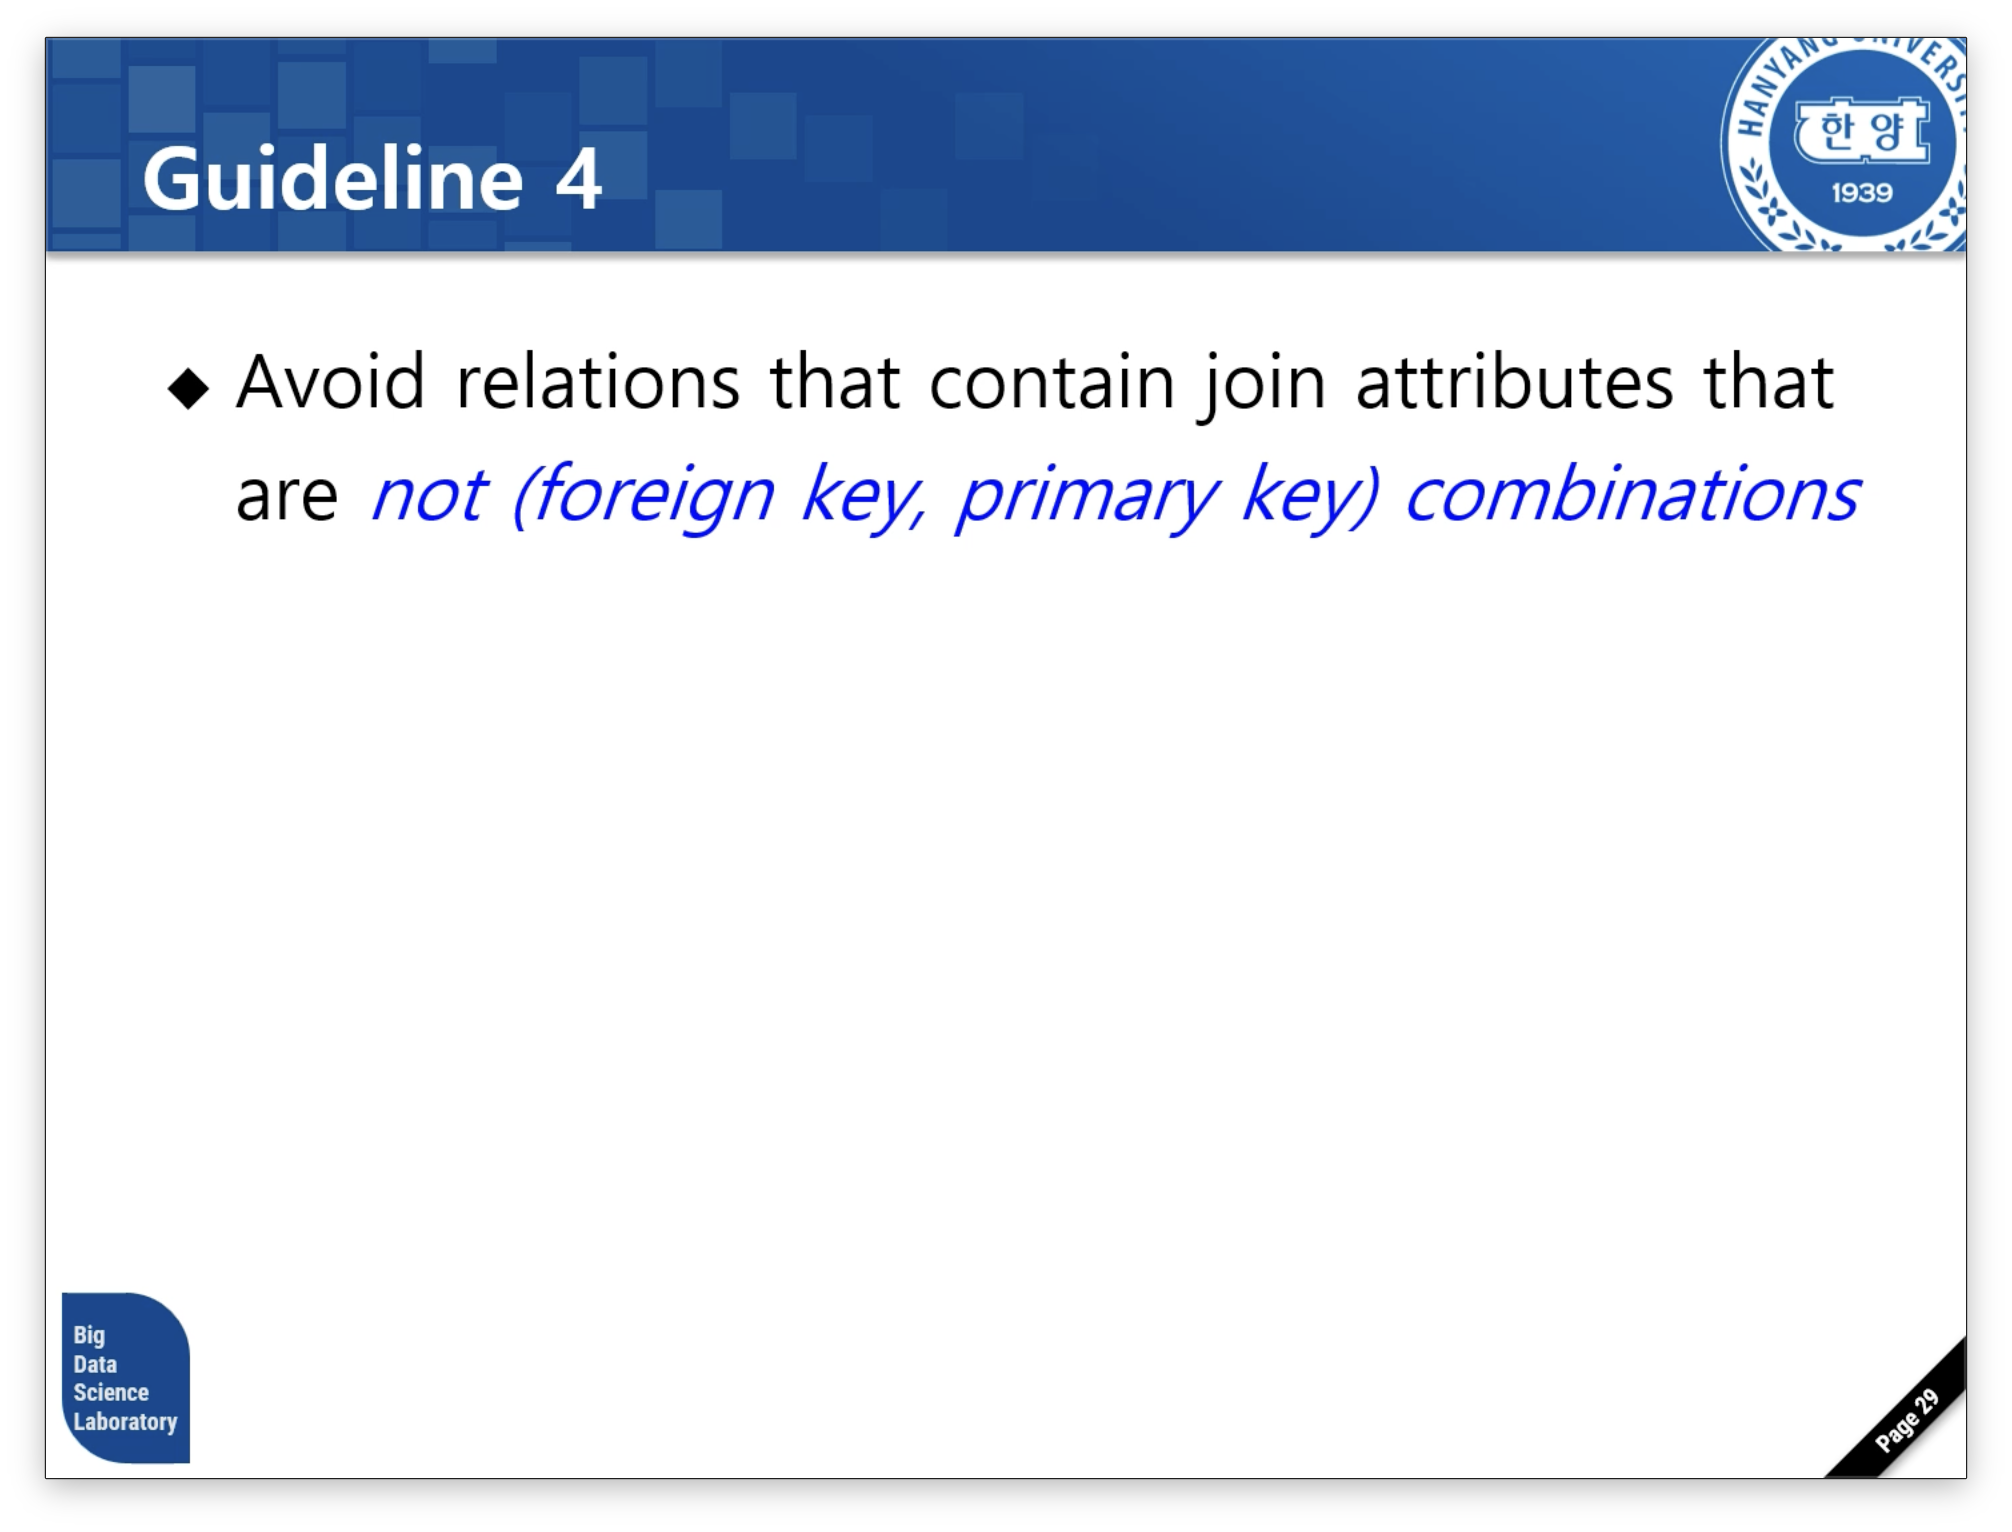 Guideline 4
HANYANG UNIVERSI
한양
1939
◆ Avoid relations that contain join attributes that
are not (foreign key, primary key) combinations
Big
Data
Science
Laboratory
Page 29